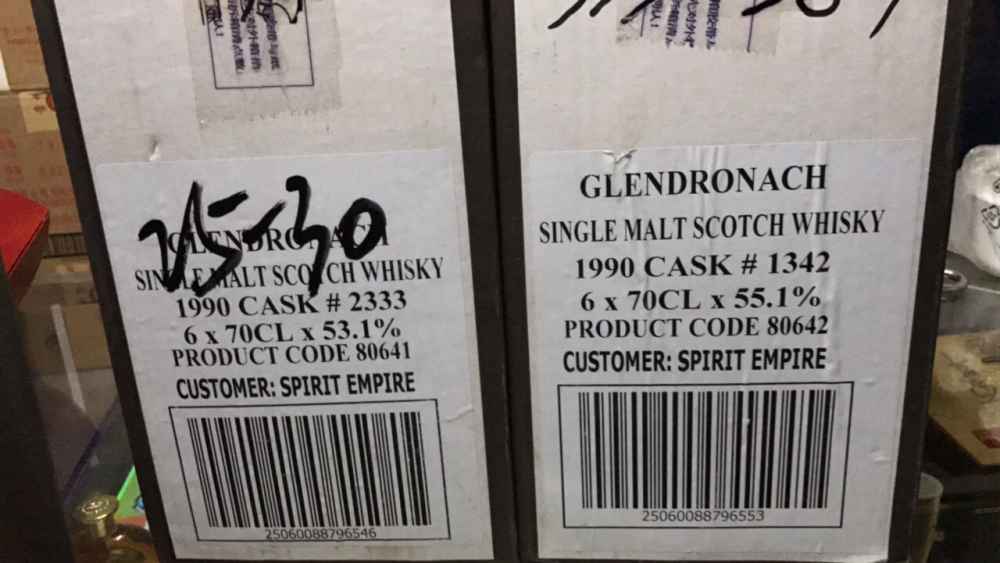 25-30
GLENDRONACH
SINGLE MALT SCOTCH WHISKY
1990 CASK # 2333
6 x 70CL x 53.1%
PRODUCT CODE 80641
CUSTOMER: SPIRIT EMPIRE
25060088796546
GLENDRONACH
SINGLE MALT SCOTCH WHISKY
1990 CASK # 1342
6 x 70CL x 55.1%
PRODUCT CODE 80642
CUSTOMER: SPIRIT EMPIRE
25060088796553